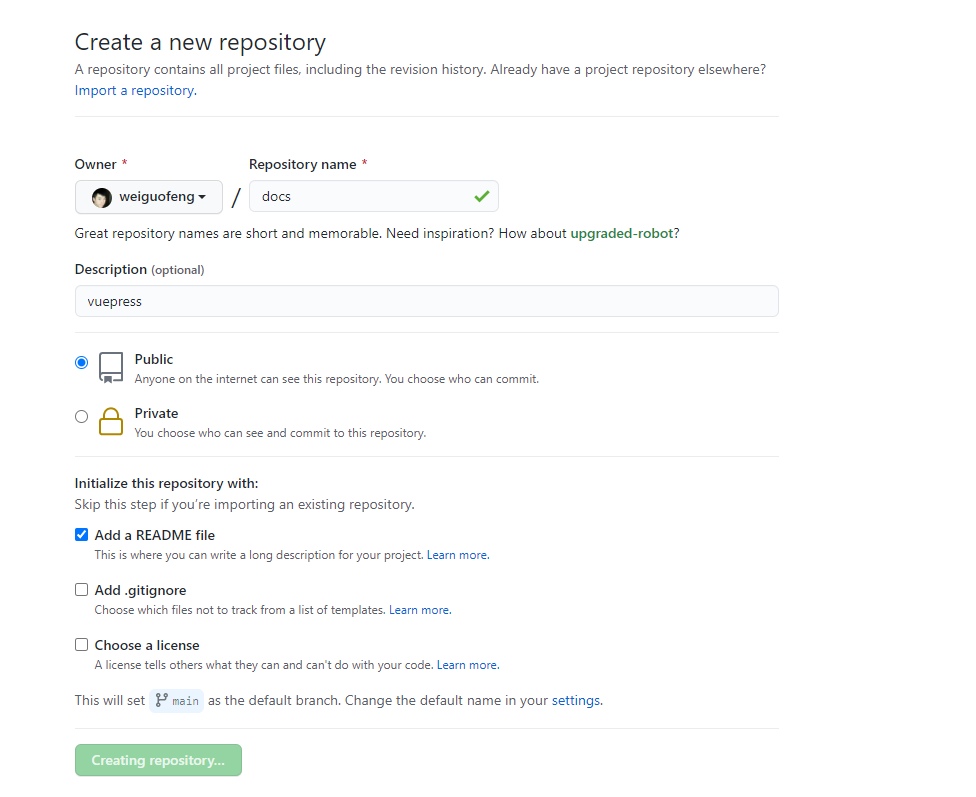 Create a new repository
A repository contains all project files, including the revision history. Already have a project repository elsewhere?
Import a repository.
Owner * Repository name *
weiguofeng / docs
Great repository names are short and memorable. Need inspiration? How about upgraded-robot?
Description (optional)
vuepress
Public
Anyone on the internet can see this repository. You choose who can commit.
Private
You choose who can see and commit to this repository.
Initialize this repository with:
Skip this step if you're importing an existing repository.
Add a README file
This is where you can write a long description for your project. Learn more.
Add .gitignore
Choose which files not to track from a list of templates. Learn more.
Choose a license
A license tells others what they can and can't do with your code. Learn more.
This will set main as the default branch. Change the default name in your settings.
Creating repository...